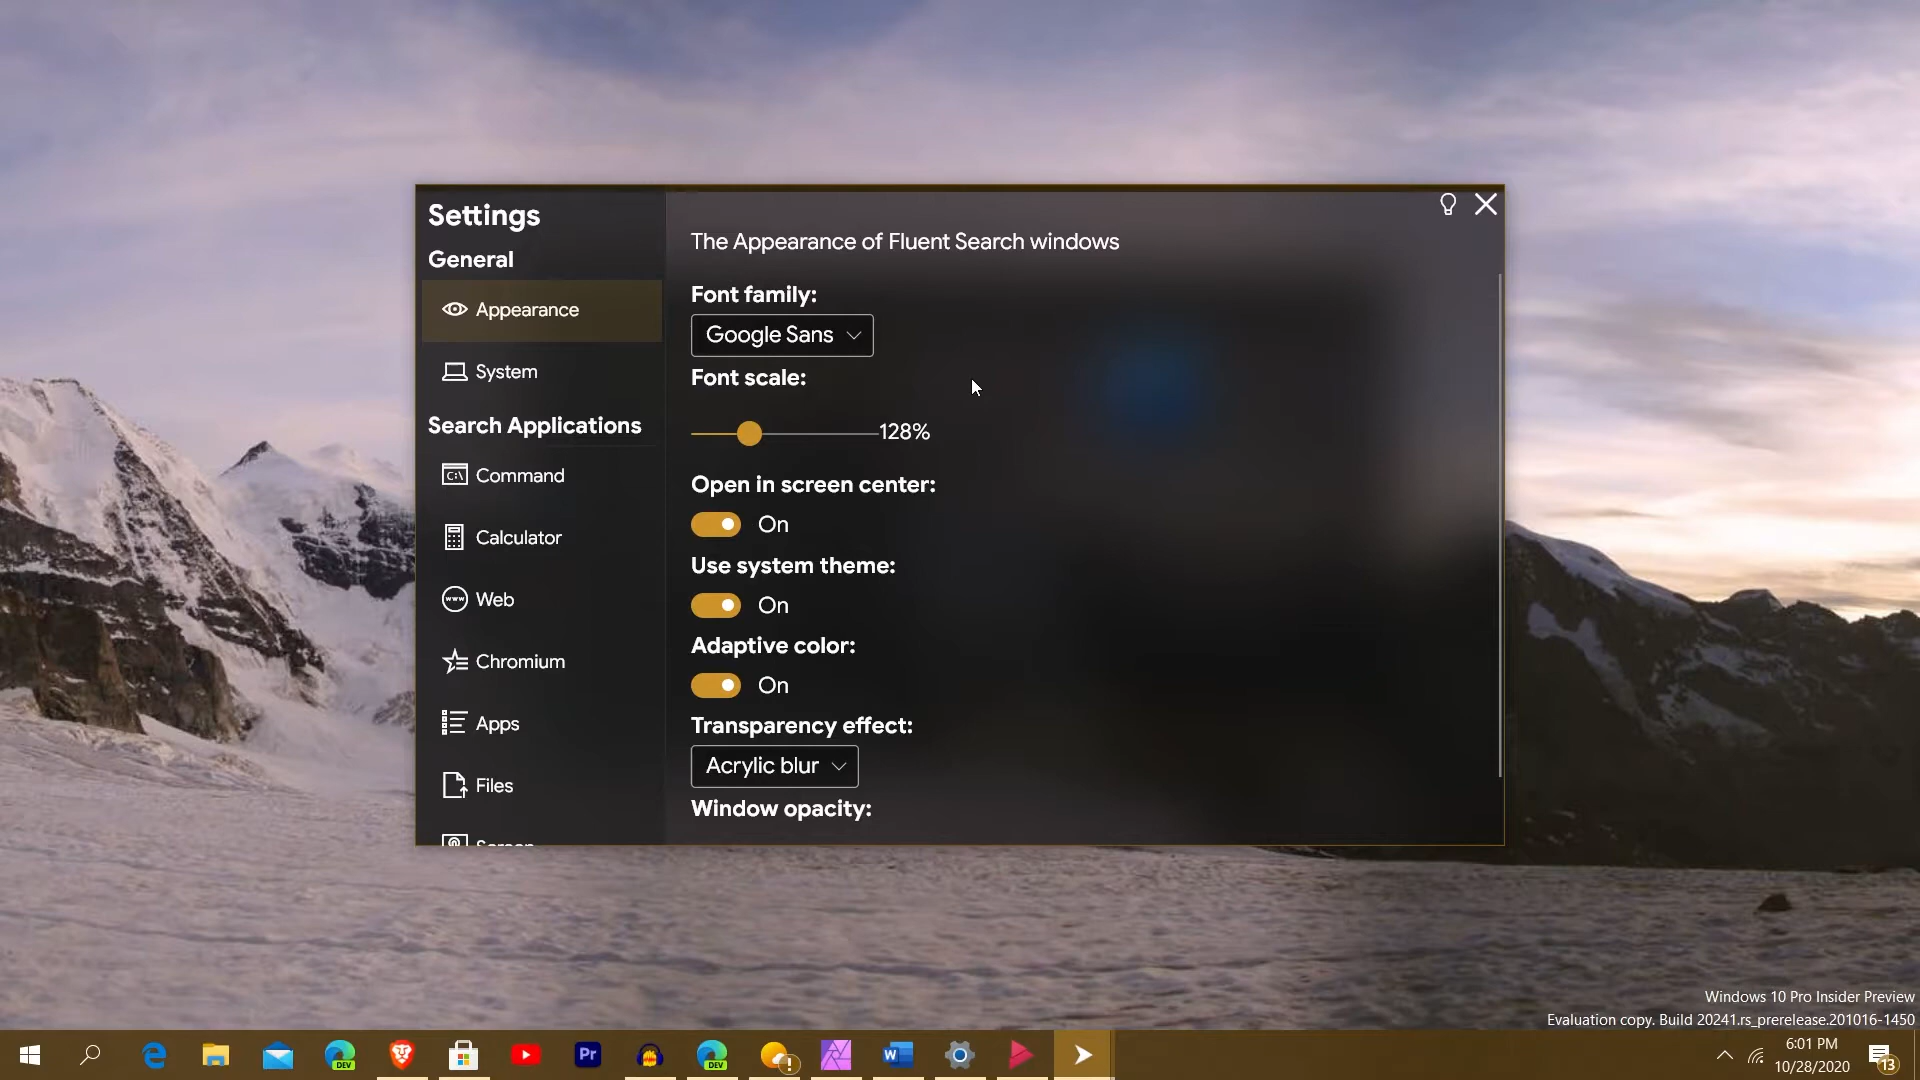 Settings
General
Appearance
System
Search Applications
Command
Calculator
Web
Chromium
Apps
Files
The Appearance of Fluent Search windows
Font family:
Google Sans
Font scale:
128%
Open in screen center:
On
Use system theme:
On
Adaptive color:
On
Transparency effect:
Acrylic blur
Window opacity:
Windows 10 Pro Insider Preview
Evaluation copy. Build 20241.rs_prerelease.201016-1450
DEV
Pr
DEV
W
6:01 PM
10/28/2020
13